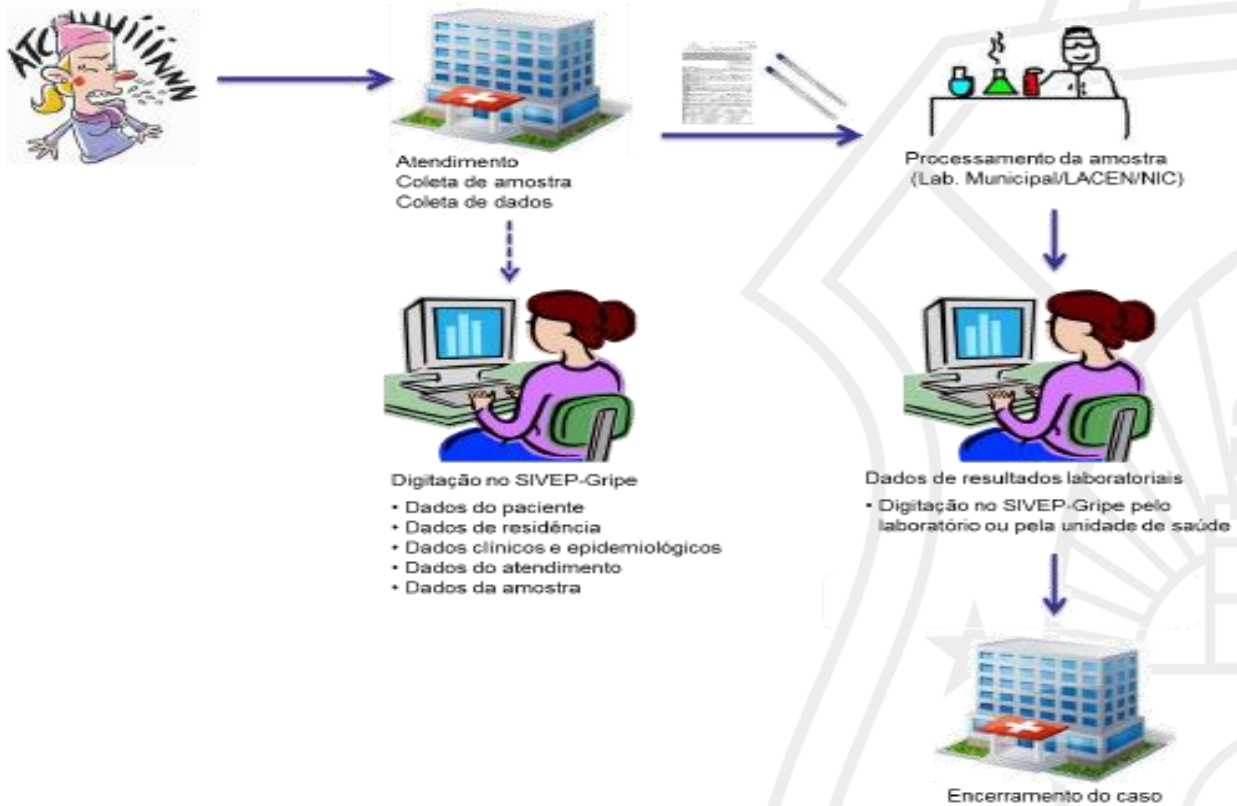 Atendimento
Coleta de amostra
Coleta de dados
Processamento da amostra
(Lab. Municipal/LACEN/NIC)
Digitação no SIVEP-Gripe
• Dados do paciente
• Dados de residência
• Dados clínicos e epidemiológicos
• Dados do atendimento
• Dados da amostra
Dados de resultados laboratoriais
• Digitação no SIVEP-Gripe pelo
laboratório ou pela unidade de saúde
Encerramento do caso